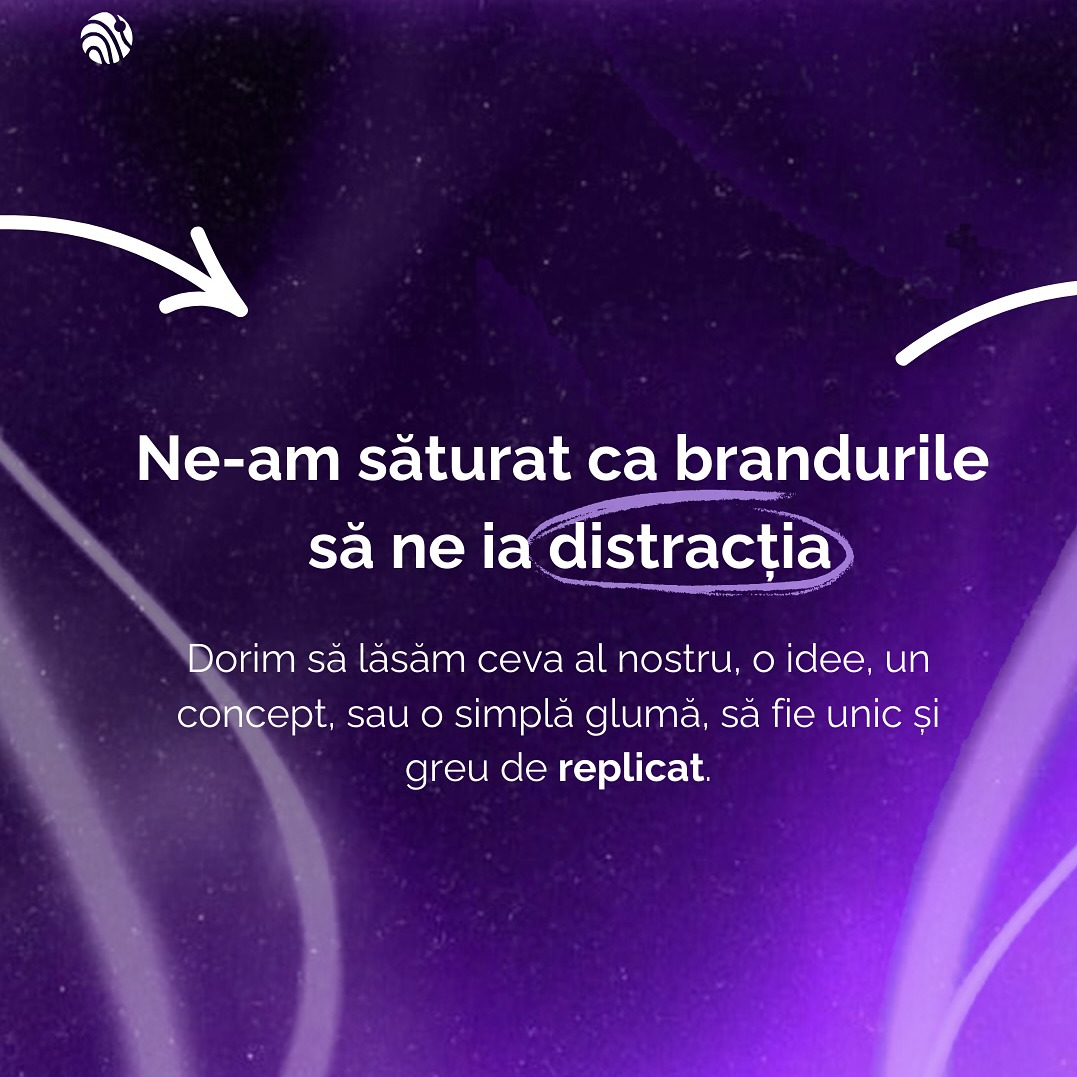 Ne-am săturat ca brandurile
să ne ia distracția
Dorim să lăsăm ceva al nostru, o idee, un
concept, sau o simplă glumă, să fie unic și
greu de replicat.